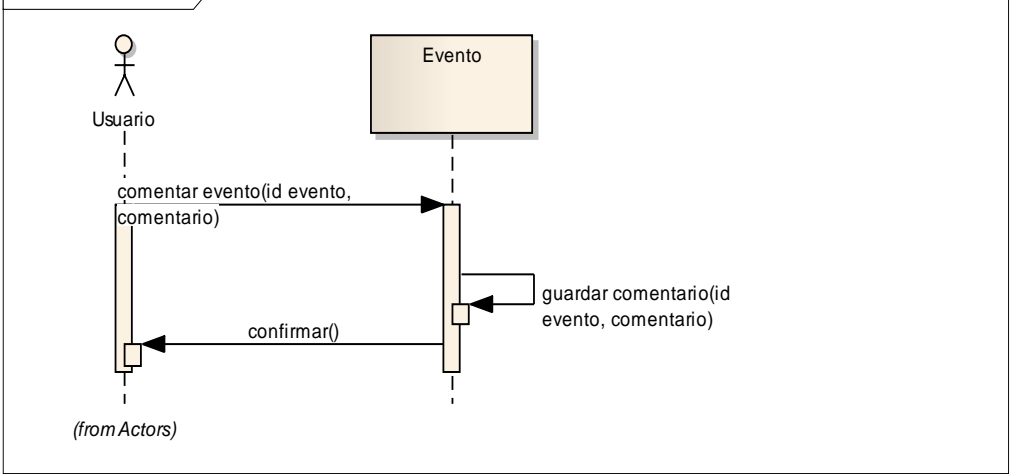 Evento
Usuario
comentar evento(id evento,
comentario)
guardar comentario(id
evento, comentario)
confirmar()
(from Actors)